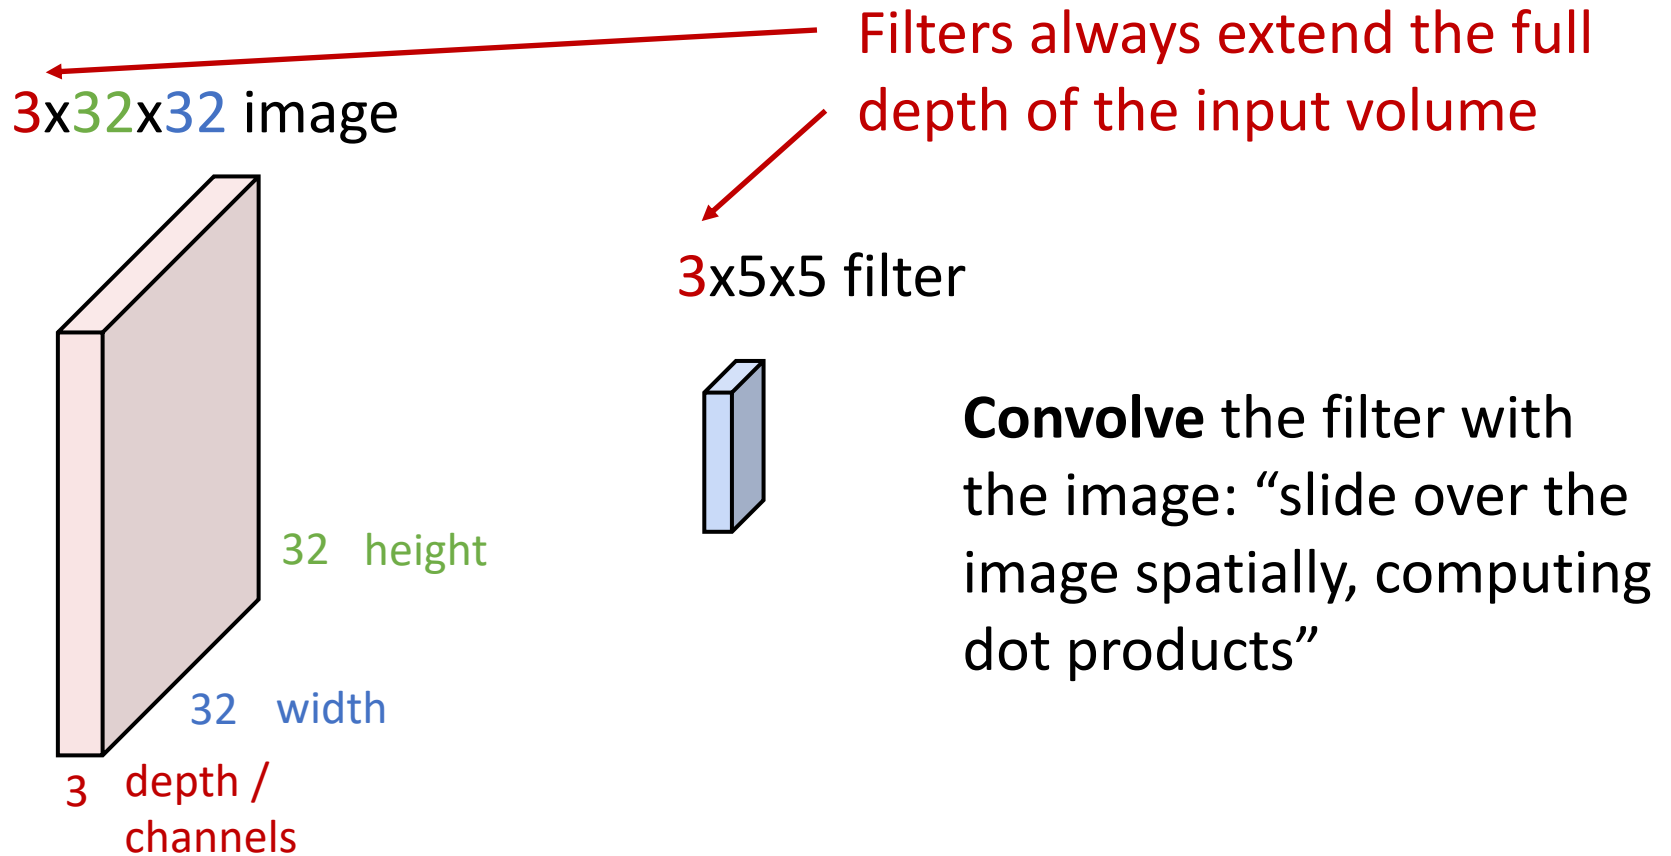 Filters always extend the full
depth of the input volume
3x32x32 image
3x5x5 filter
Convolve the filter with
the image: “slide over the
image spatially, computing
dot products”
32 height
32 width
3 depth /
channels